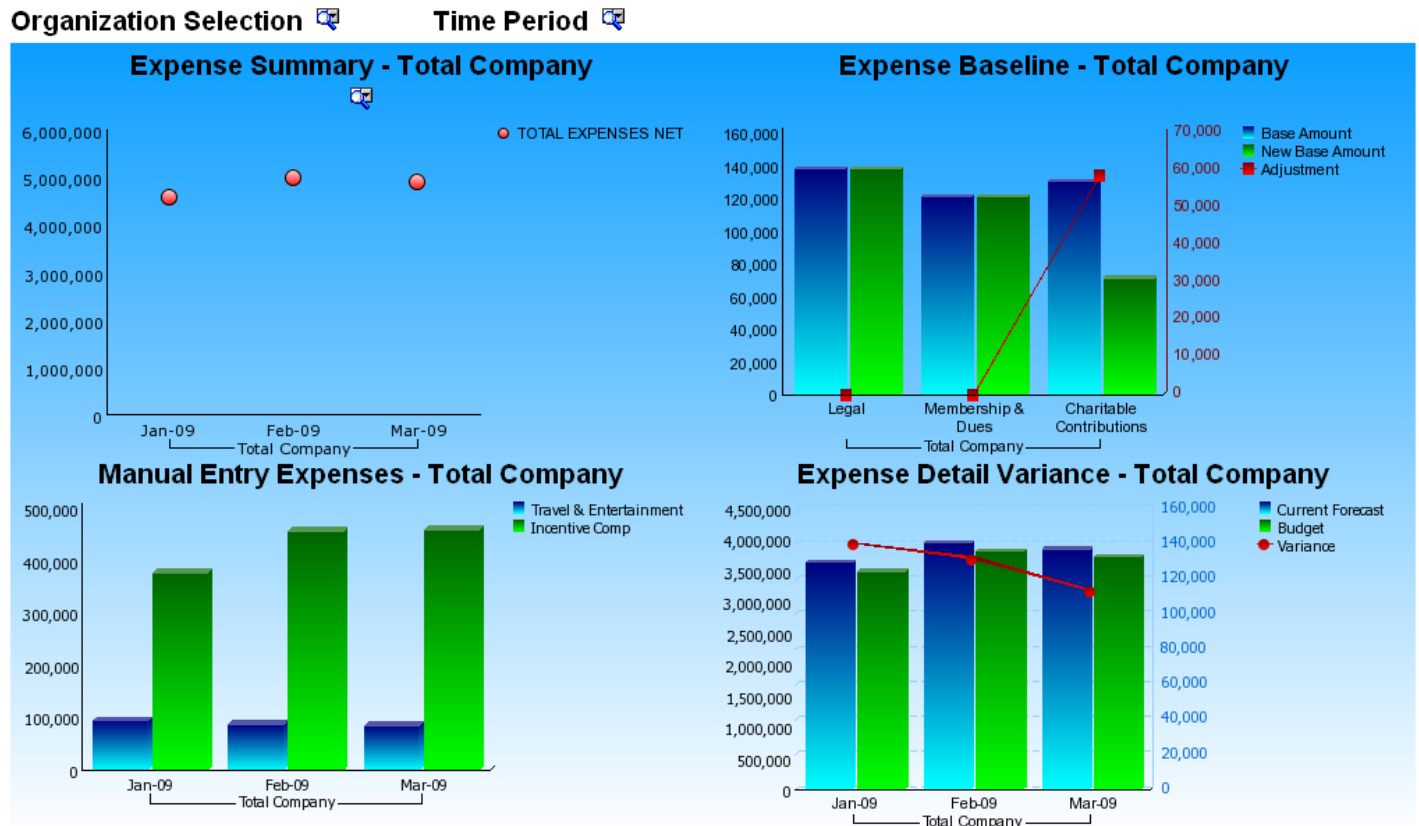 Organization Selection
Time Period
Expense Summary - Total Company
6,000,000
5,000,000
4,000,000
3,000,000
2,000,000
1,000,000
0
TOTAL EXPENSES NET
Jan-09 Feb-09 Mar-09
Total Company
Expense Baseline - Total Company
160,000
140,000
120,000
100,000
80,000
60,000
40,000
20,000
0
70,000
60,000
50,000
40,000
30,000
20,000
10,000
0
Base Amount
New Base Amount
Adjustment
Legal
Membership &
Dues
Charitable
Contributions
Total Company
Manual Entry Expenses - Total Company
500,000
400,000
300,000
200,000
100,000
0
Travel & Entertainment
Incentive Comp
Jan-09 Feb-09 Mar-09
Total Company
Expense Detail Variance - Total Company
4,500,000
4,000,000
3,500,000
3,000,000
2,500,000
2,000,000
1,500,000
1,000,000
500,000
0
160,000
140,000
120,000
100,000
80,000
60,000
40,000
20,000
0
Current Forecast
Budget
Variance
Jan-09 Feb-09 Mar-09
Total Company